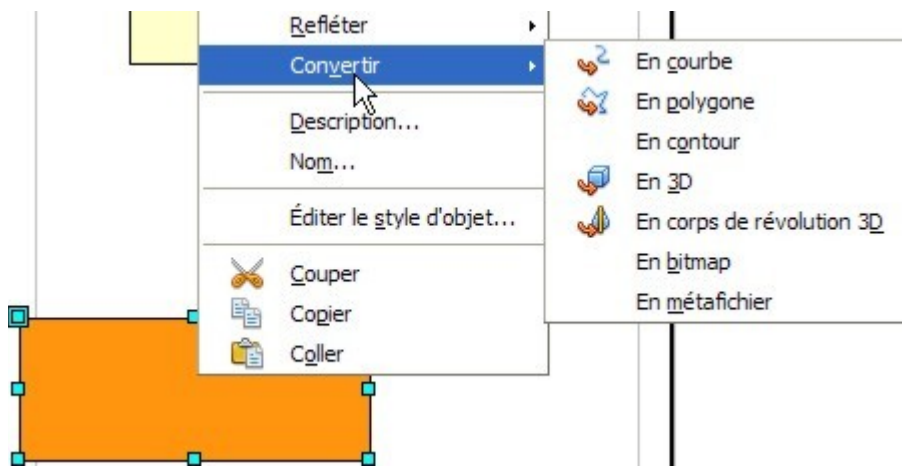 Refléter
Convertir
Description...
Nom...
Éditer le style d'objet...
Couper
Copier
Coller
En courbe
En polygone
En contour
En 3D
En corps de révolution 3D
En bitmap
En métafichier